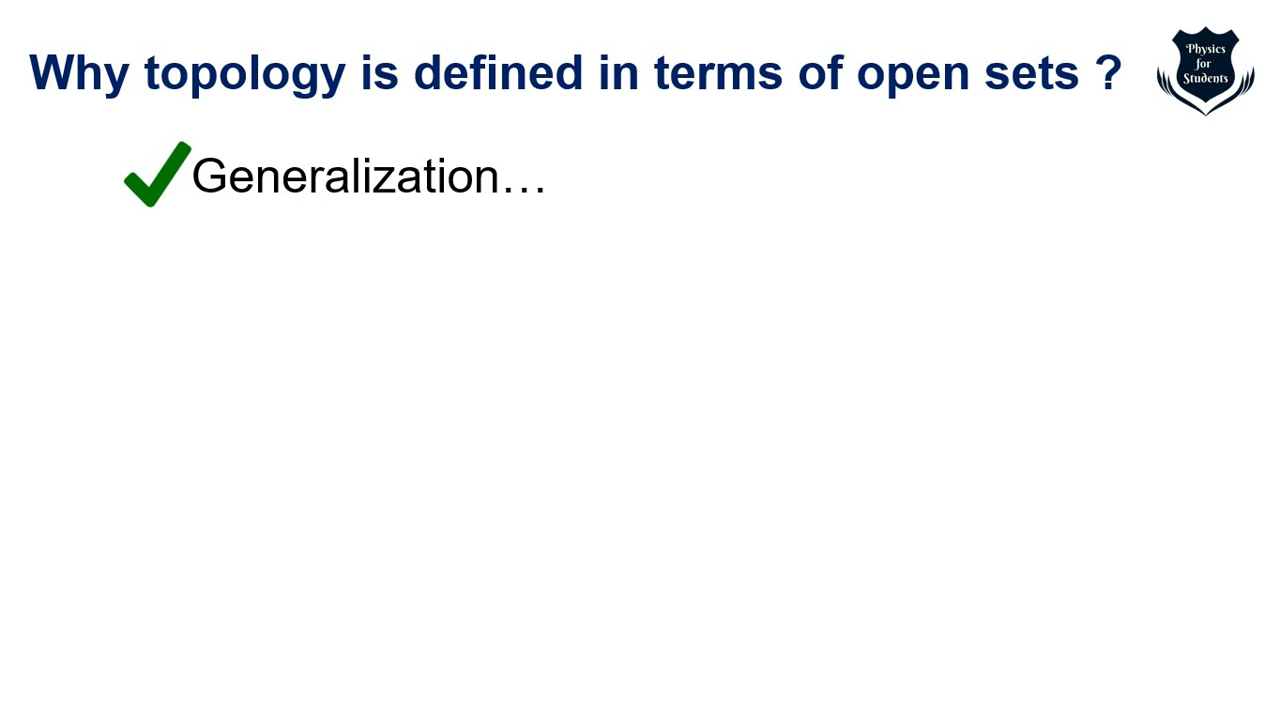 Why topology is defined in terms of open sets ?
Physics
for
Students
Generalization…